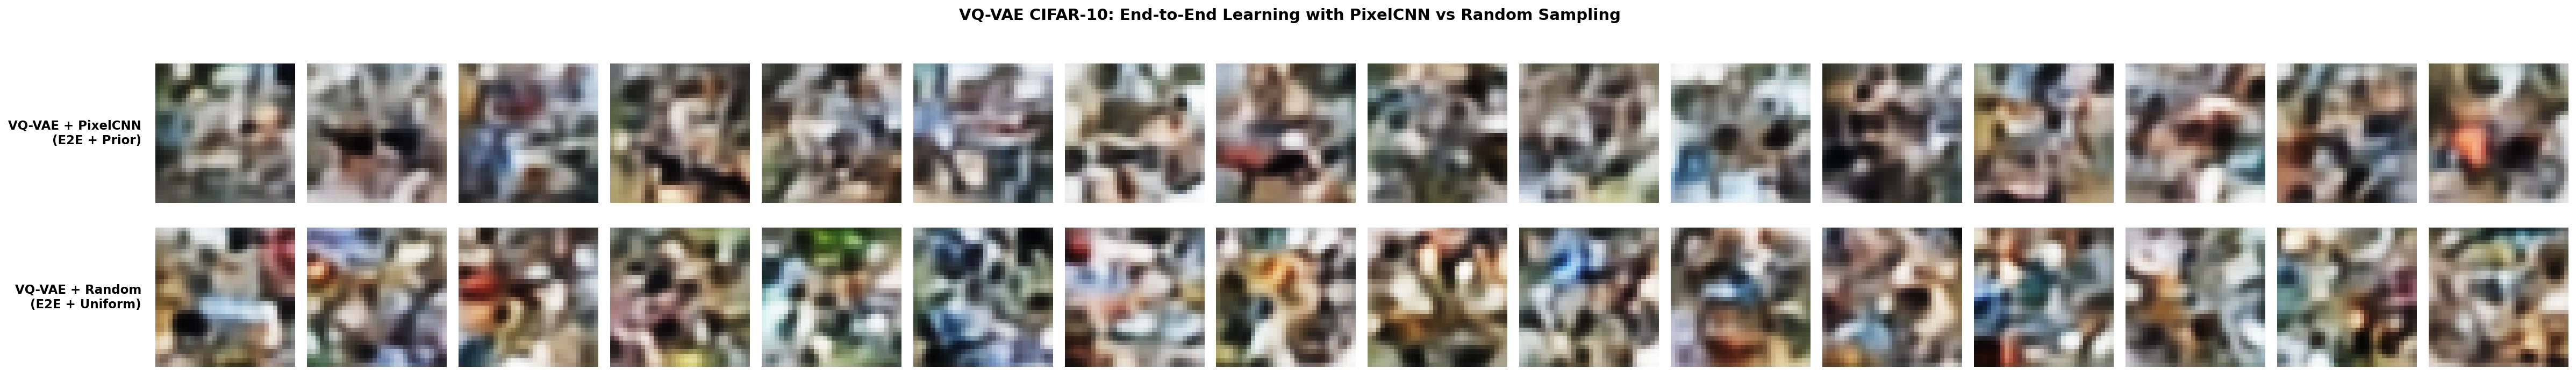 VQ-VAE CIFAR-10: End-to-End Learning with PixelCNN vs Random Sampling
VQ-VAE + PixelCNN
(E2E + Prior)
VQ-VAE + Random
(E2E + Uniform)